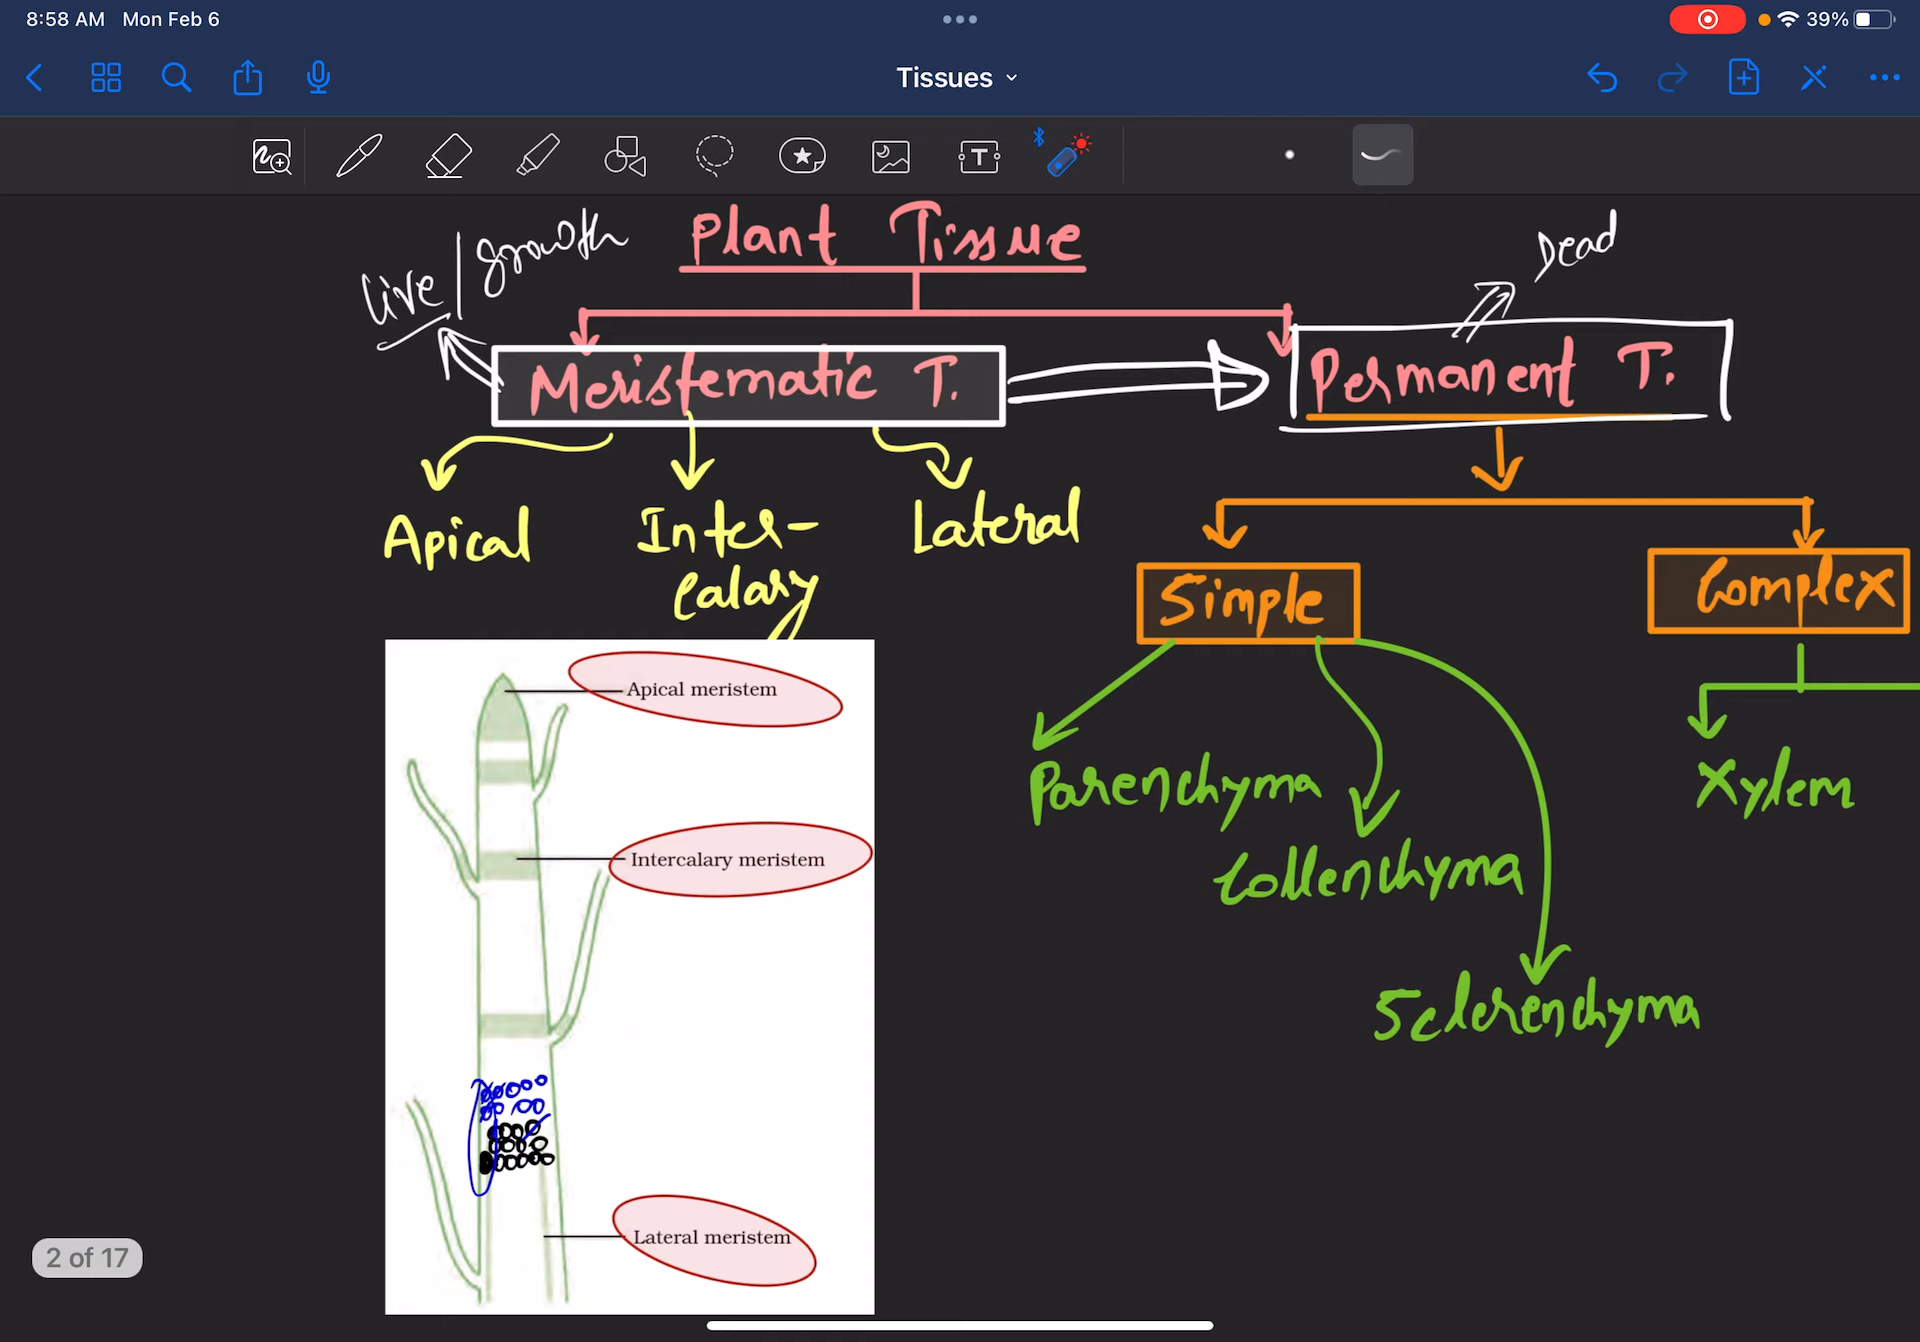 8:58 AM Mon Feb 6
39%
Tissues
T
Plant Tissue
Live/growth
Dead
Meristematic T.
Permanent T.
Apical
Inter-
calary
Lateral
Simple
Complex
Parenchyma
Collenchyma
Sclerenchyma
Xylem
Apical meristem
Intercalary meristem
Lateral meristem
2 of 17